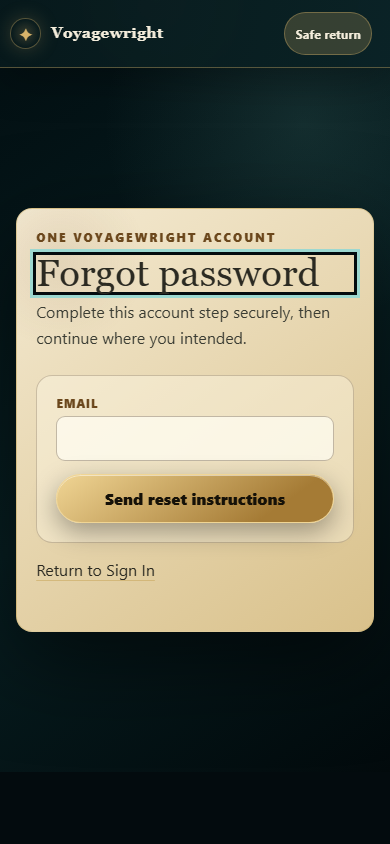 Voyagewright
Safe return
ONE VOYAGEWRIGHT ACCOUNT
Forgot password
Complete this account step securely, then
continue where you intended.
EMAIL
Send reset instructions
Return to Sign In